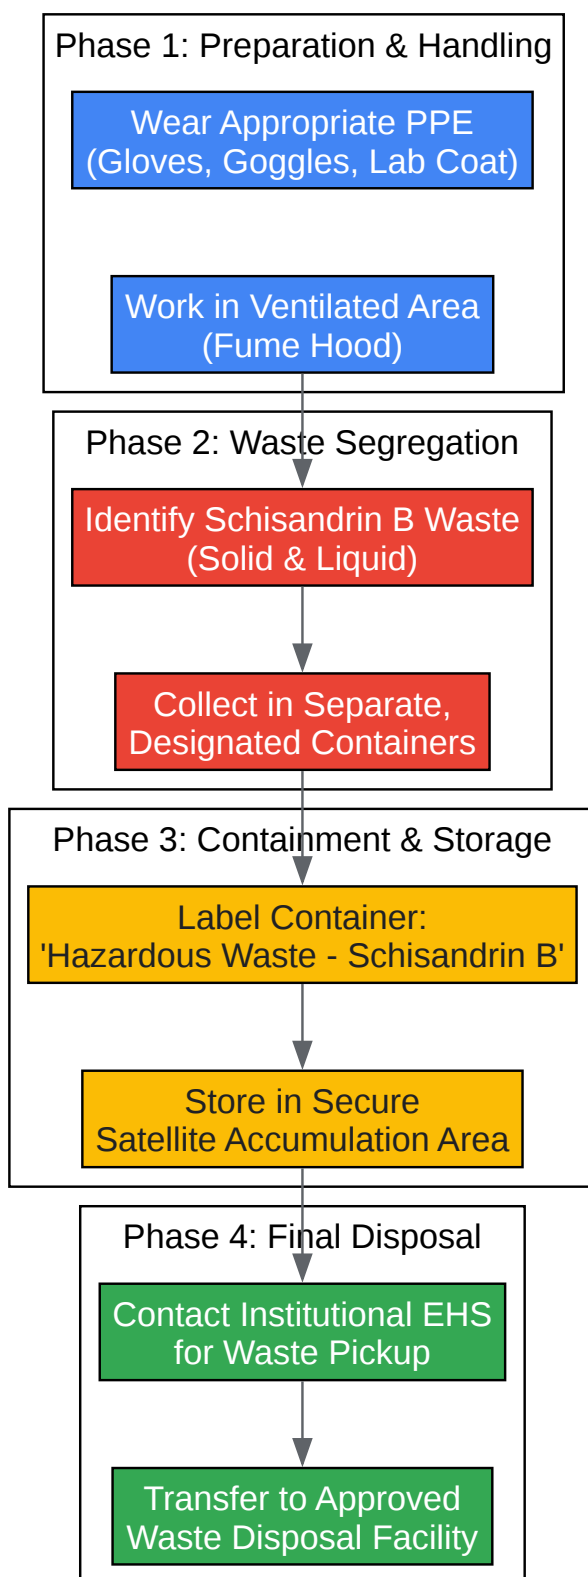 Phase 1: Preparation & Handling
Wear Appropriate PPE
(Gloves, Goggles, Lab Coat)
Work in Ventilated Area
(Fume Hood)
Phase 2: Waste Segregation
Identify Schisandrin B Waste
(Solid & Liquid)
Collect in Separate,
Designated Containers
Phase 3: Containment & Storage
Label Container:
'Hazardous Waste - Schisandrin B'
Store in Secure
Satellite Accumulation Area
Phase 4: Final Disposal
Contact Institutional EHS
for Waste Pickup
Transfer to Approved
Waste Disposal Facility